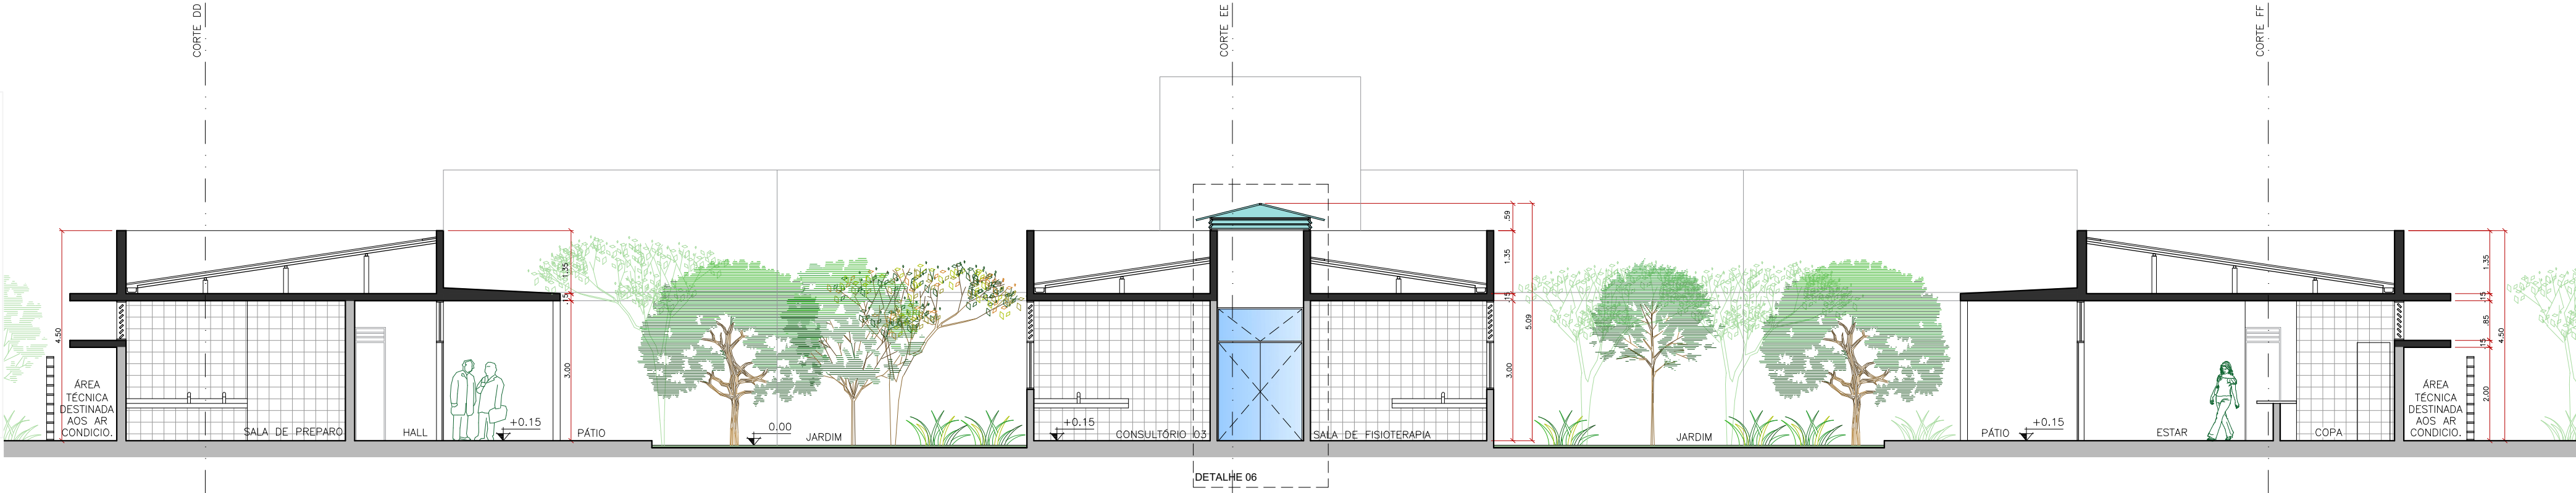 CORTE DD
CORTE EE
CORTE FF
4.50
1.35
.15
3.00
.59
1.35
.15
5.09
3.00
1.35
.15
.85
.15
4.50
2.00
ÁREA
TÉCNICA
DESTINADA
AOS AR
CONDICIO.
SALA DE PREPARO
HALL
+0.15
PÁTIO
0.00
JARDIM
+0.15
CONSULTÓRIO 03
SALA DE FISIOTERAPIA
JARDIM
PÁTIO
+0.15
ESTAR
COPA
ÁREA
TÉCNICA
DESTINADA
AOS AR
CONDICIO.
DETALHE 06